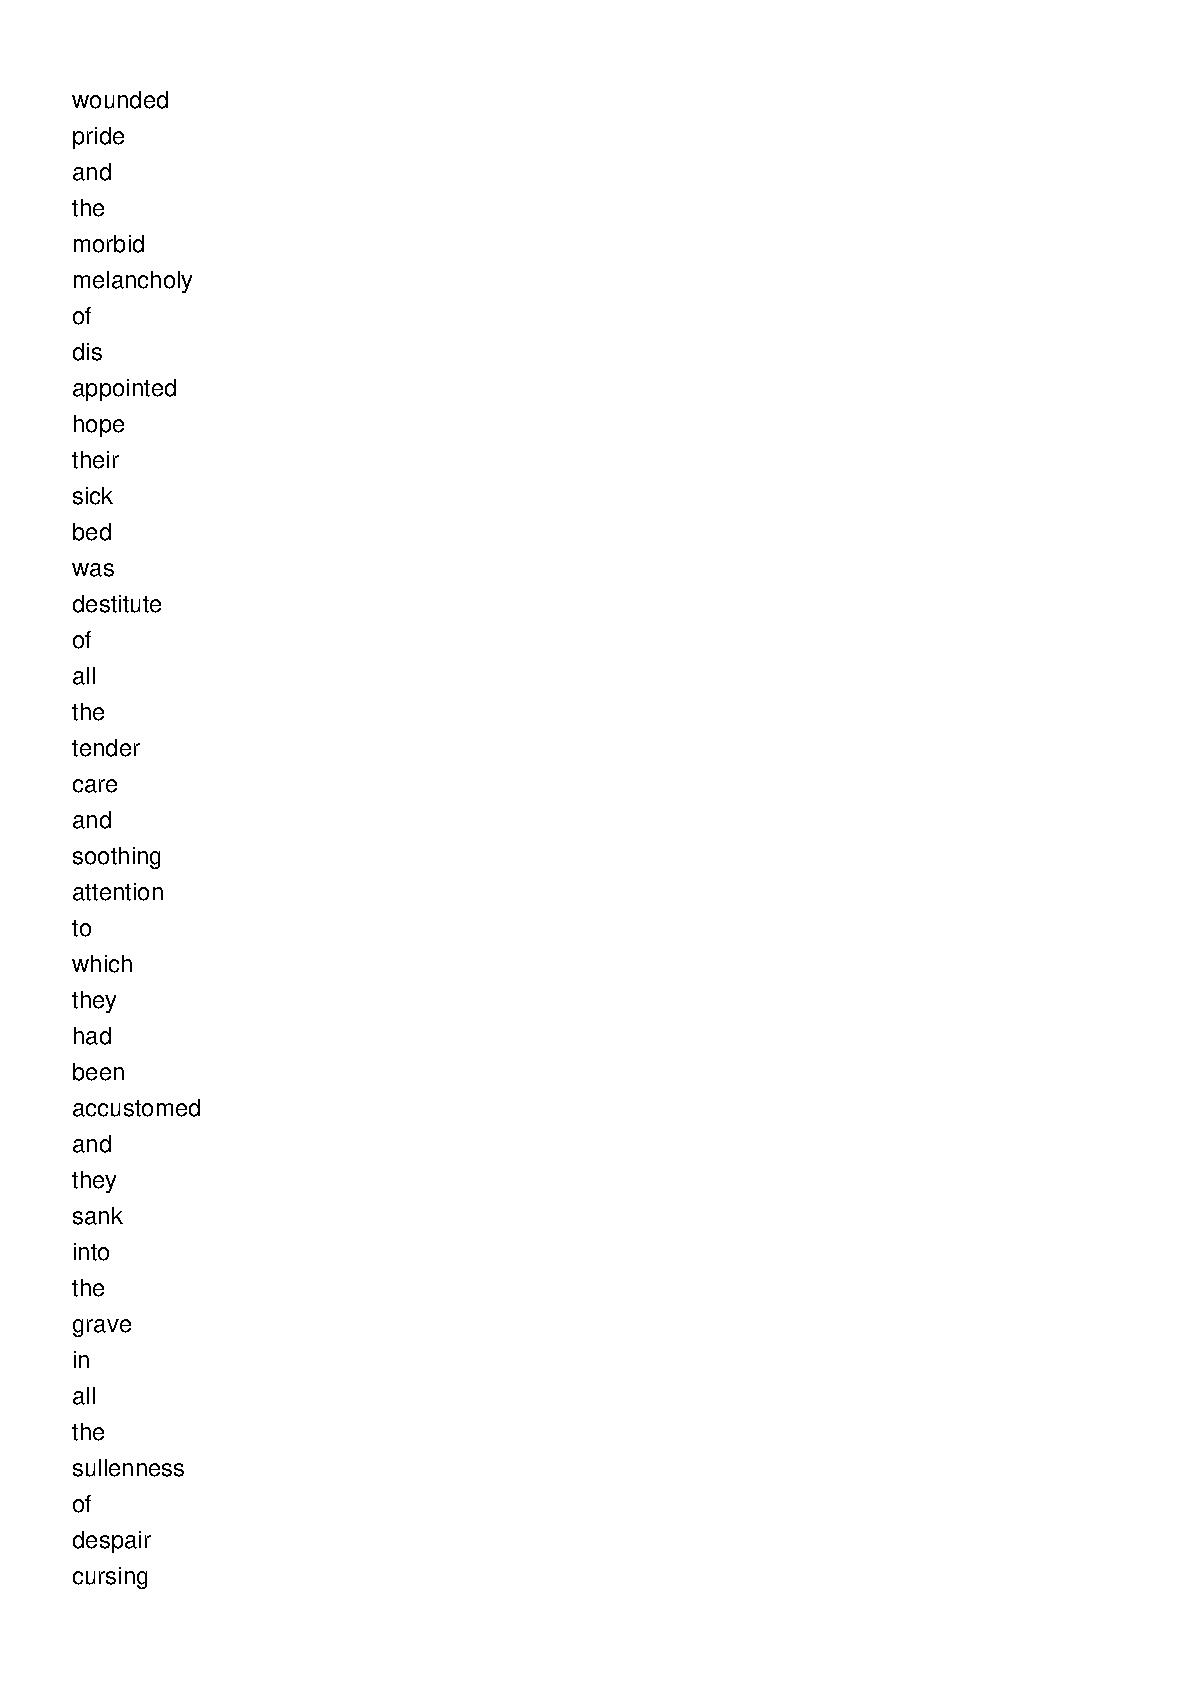 wounded
pride
and
the
morbid
melancholy
of
dis
appointed
hope
their
sick
bed
was
destitute
of
all
the
tender
care
and
soothing
attention
to
which
they
had
been
accustomed
and
they
sank
into
the
grave
in
all
the
sullenness
of
despair
cursing